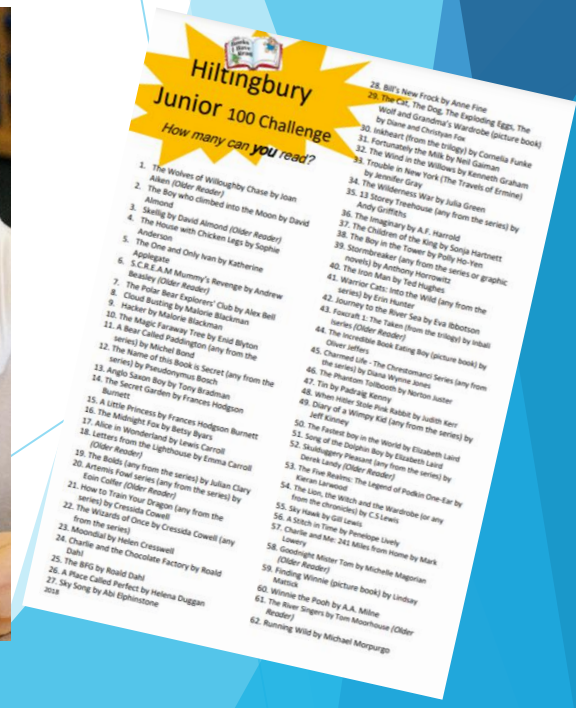 Books
I Have
Read
Hiltingbury
Junior 100 Challenge
How many can you read?
1. The Wolves of Willoughby Chase by Joan
Aiken (Older Reader)
2. The Boy who climbed into the Moon by David
Almond
3. Skellig by David Almond (Older Reader)
4. The House with Chicken Legs by Sophie
Anderson
5. The One and Only Ivan by Katherine
Applegate
6. S.C.R.E.A.M Mummy's Revenge by Andrew
Beasley (Older Reader)
7. The Polar Bear Explorers' Club by Alex Bell
8. Cloud Busting by Malorie Blackman
9. Hacker by Malorie Blackman
10. The Magic Faraway Tree by Enid Blyton
11. A Bear Called Paddington (any from the
series) by Michel Bond
12. The Name of this Book is Secret (any from the
series) by Pseudonymus Bosch
13. Anglo Saxon Boy by Tony Bradman
14. The Secret Garden by Frances Hodgson
Burnett
15. A Little Princess by Frances Hodgson Burnett
16. The Midnight Fox by Betsy Byars
17. Alice in Wonderland by Lewis Carroll
18. Letters from the Lighthouse by Emma Carroll
(Older Reader)
19. The Bolds (any from the series) by Julian Clary
20. Artemis Fowl series (any from the series) by
Eoin Colfer (Older Reader)
21. How to Train Your Dragon (any from the
series) by Cressida Cowell
22. The Wizards of Once by Cressida Cowell (any
from the series)
23. Moondial by Helen Cresswell
24. Charlie and the Chocolate Factory by Roald
Dahl
25. The BFG by Roald Dahl
26. A Place Called Perfect by Helena Duggan
27. Sky Song by Abi Elphinstone
2018
28. Bill's New Frock by Anne Fine
29. The Cat, The Dog, The Exploding Eggs, The
Wolf and Grandma's Wardrobe (picture book)
by Diane and Christyan Fox
30. Inkheart (from the trilogy) by Cornelia Funke
31. Fortunately the Milk by Neil Gaiman
32. The Wind in the Willows by Kenneth Graham
33. Trouble in New York (The Travels of Ermine)
by Jennifer Gray
34. The Wilderness War by Julia Green
35. 13 Storey Treehouse (any from the series) by
Andy Griffiths
36. The Imaginary by A.F. Harrold
37. The Children of the King by Sonja Hartnett
38. The Boy in the Tower by Polly Ho-Yen
39. Stormbreaker (any from the series or graphic
novels) by Anthony Horrowitz
40. The Iron Man by Ted Hughes
41. Warrior Cats: Into the Wild (any from the
series) by Erin Hunter
42. Journey to the River Sea by Eva Ibbotson
43. Foxcraft 1: The Taken (from the trilogy) by Inbali
Iseries (Older Reader)
44. The Incredible Book Eating Boy (picture book) by
Oliver Jeffers
45. Charmed Life - The Chrestomanci Series (any from
the series) by Diana Wynne Jones
46. The Phantom Tollbooth by Norton Juster
47. Tin by Padraig Kenny
48. When Hitler Stole Pink Rabbit by Judith Kerr
49. Diary of a Wimpy Kid (any from the series) by
Jeff Kinney
50. The Fastest boy in the World by Elizabeth Laird
51. Song of the Dolphin Boy by Elizabeth Laird
52. Skulduggery Pleasant (any from the series) by
Derek Landy (Older Reader)
53. The Five Realms: The Legend of Podkin One-Ear by
Kieran Larwood
54. The Lion, the Witch and the Wardrobe (or any
from the chronicles) by C.S Lewis
55. Sky Hawk by Gill Lewis
56. A Stitch in Time by Penelope Lively
57. Charlie and Me: 241 Miles from Home by Mark
Lowery
58. Goodnight Mister Tom by Michelle Magorian
(Older Reader)
59. Finding Winnie (picture book) by Lindsay
Mattick
60. Winnie the Pooh by A.A. Milne
61. The River Singers by Tom Moorhouse (Older
Reader)
62. Running Wild by Michael Morpurgo